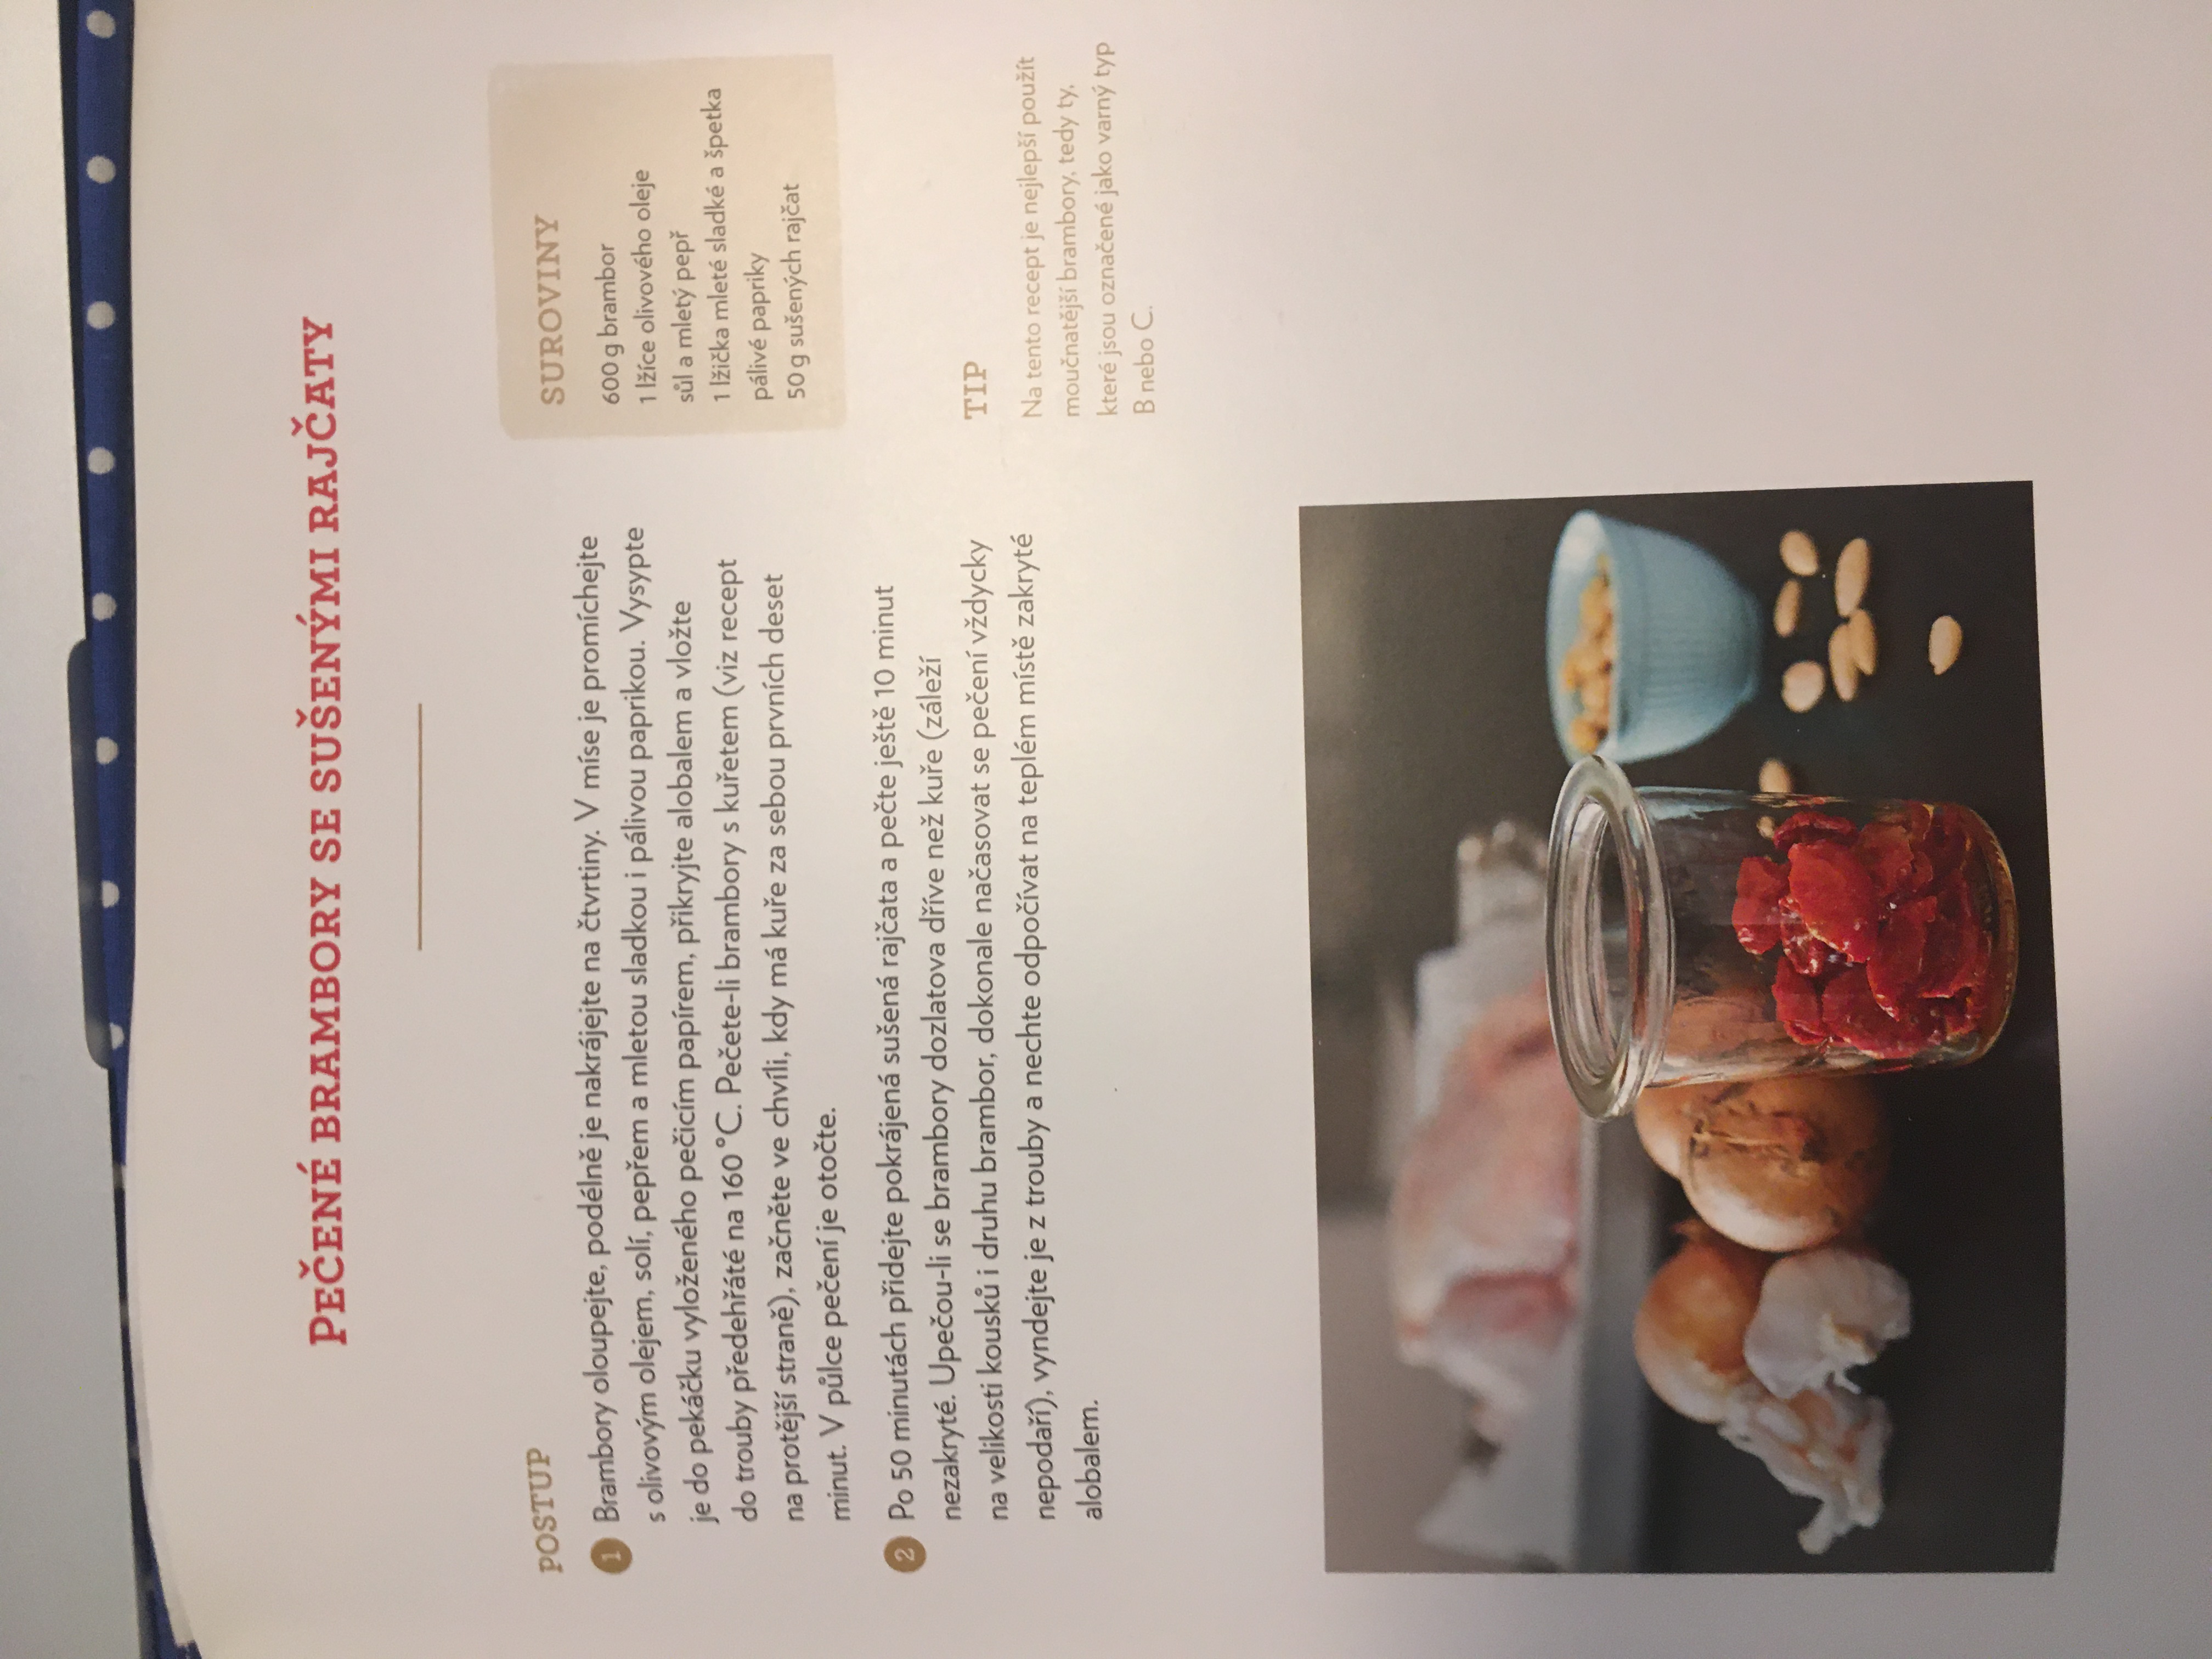 PEČENÉ BRAMBORY SE SUŠENÝMI RAJČATY
POSTUP
1 Brambory oloupejte, podélně je nakrájejte na čtvrtiny. V míse je promíchejte
s olivovým olejem, solí, pepřem a mletou sladkou i pálivou paprikou. Vysypte
je do pekáčku vyloženého pečicím papírem, přikryjte alobalem a vložte
do trouby předehřáté na 160 °C. Pečete-li brambory s kuřetem (viz recept
na protější straně), začněte ve chvíli, kdy má kuře za sebou prvních deset
minut. V půlce pečení je otočte.
2 Po 50 minutách přidejte pokrájená sušená rajčata a pečte ještě 10 minut
nezakryté. Upečou-li se brambory dozlatova dříve než kuře (záleží
na velikosti kousků i druhu brambor, dokonale načasovat se pečení vždycky
nepodaří), vyndejte je z trouby a nechte odpočívat na teplém místě zakryté
alobalem.
SUROVINY
600 g brambor
1 lžíce olivového oleje
sůl a mletý pepř
1 lžička mleté sladké a špetka
pálivé papriky
50 g sušených rajčat
TIP
Na tento recept je nejlepší použít
moučnatější brambory, tedy ty,
které jsou označené jako varný typ
B nebo C.